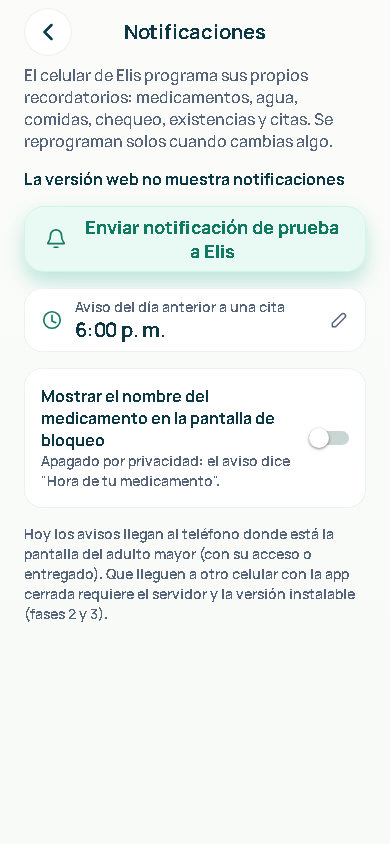 Notificaciones
El celular de Elis programa sus propios
recordatorios: medicamentos, agua,
comidas, chequeo, existencias y citas. Se
reprograman solos cuando cambias algo.
La versión web no muestra notificaciones
Enviar notificación de prueba
a Elis
Aviso del día anterior a una cita
6:00 p. m.
Mostrar el nombre del
medicamento en la pantalla de
bloqueo
Apagado por privacidad: el aviso dice
"Hora de tu medicamento".
Hoy los avisos llegan al teléfono donde está la
pantalla del adulto mayor (con su acceso o
entregado). Que lleguen a otro celular con la app
cerrada requiere el servidor y la versión instalable
(fases 2 y 3).